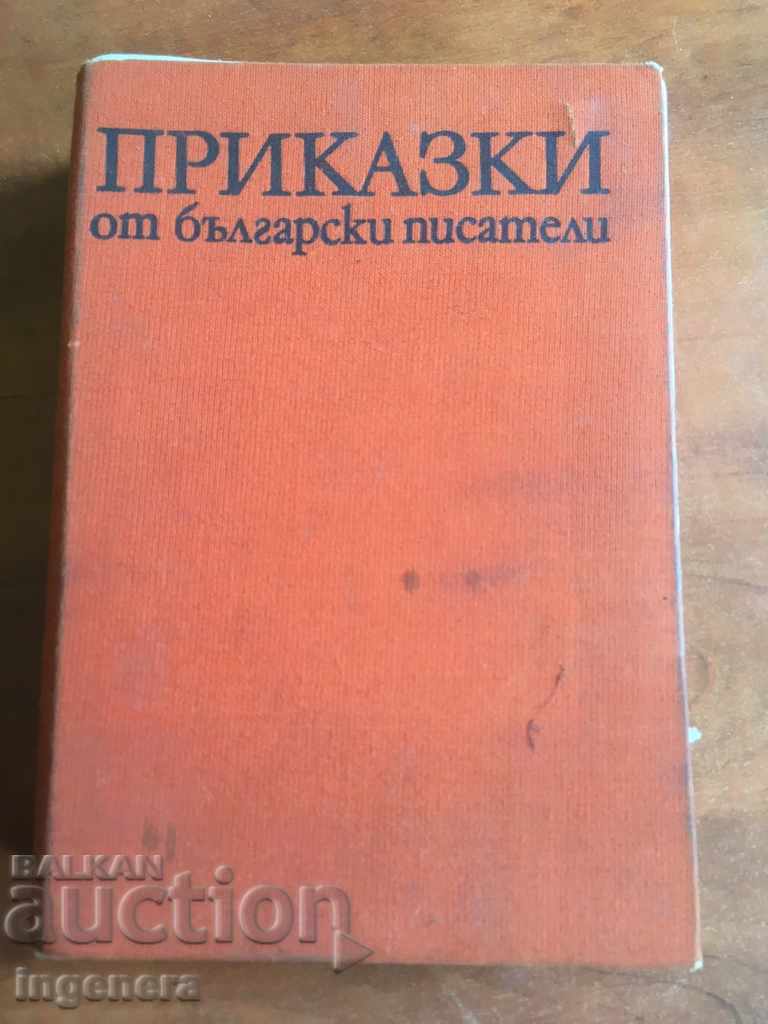 ПРИКАЗКИ
от български писатели
BALKAN
auction
ingenera